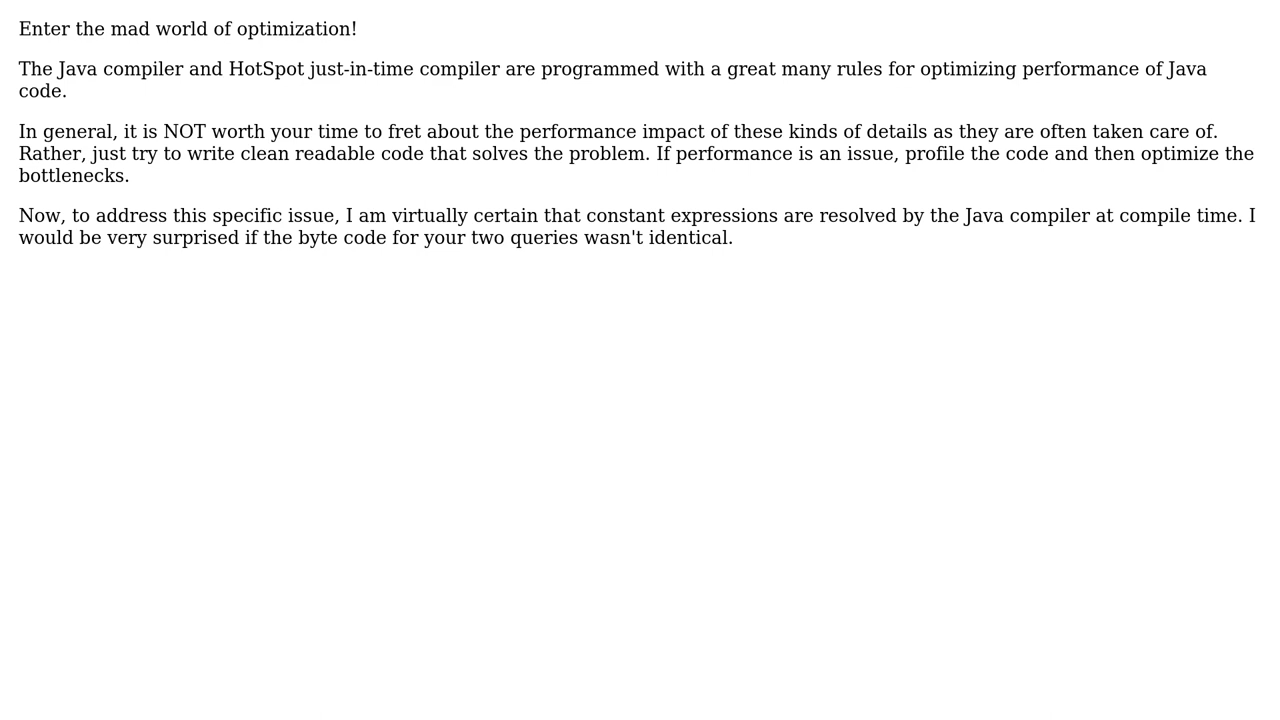 Enter the mad world of optimization!
The Java compiler and HotSpot just-in-time compiler are programmed with a great many rules for optimizing performance of Java
code.
In general, it is NOT worth your time to fret about the performance impact of these kinds of details as they are often taken care of.
Rather, just try to write clean readable code that solves the problem. If performance is an issue, profile the code and then optimize the
bottlenecks.
Now, to address this specific issue, I am virtually certain that constant expressions are resolved by the Java compiler at compile time. I
would be very surprised if the byte code for your two queries wasn't identical.